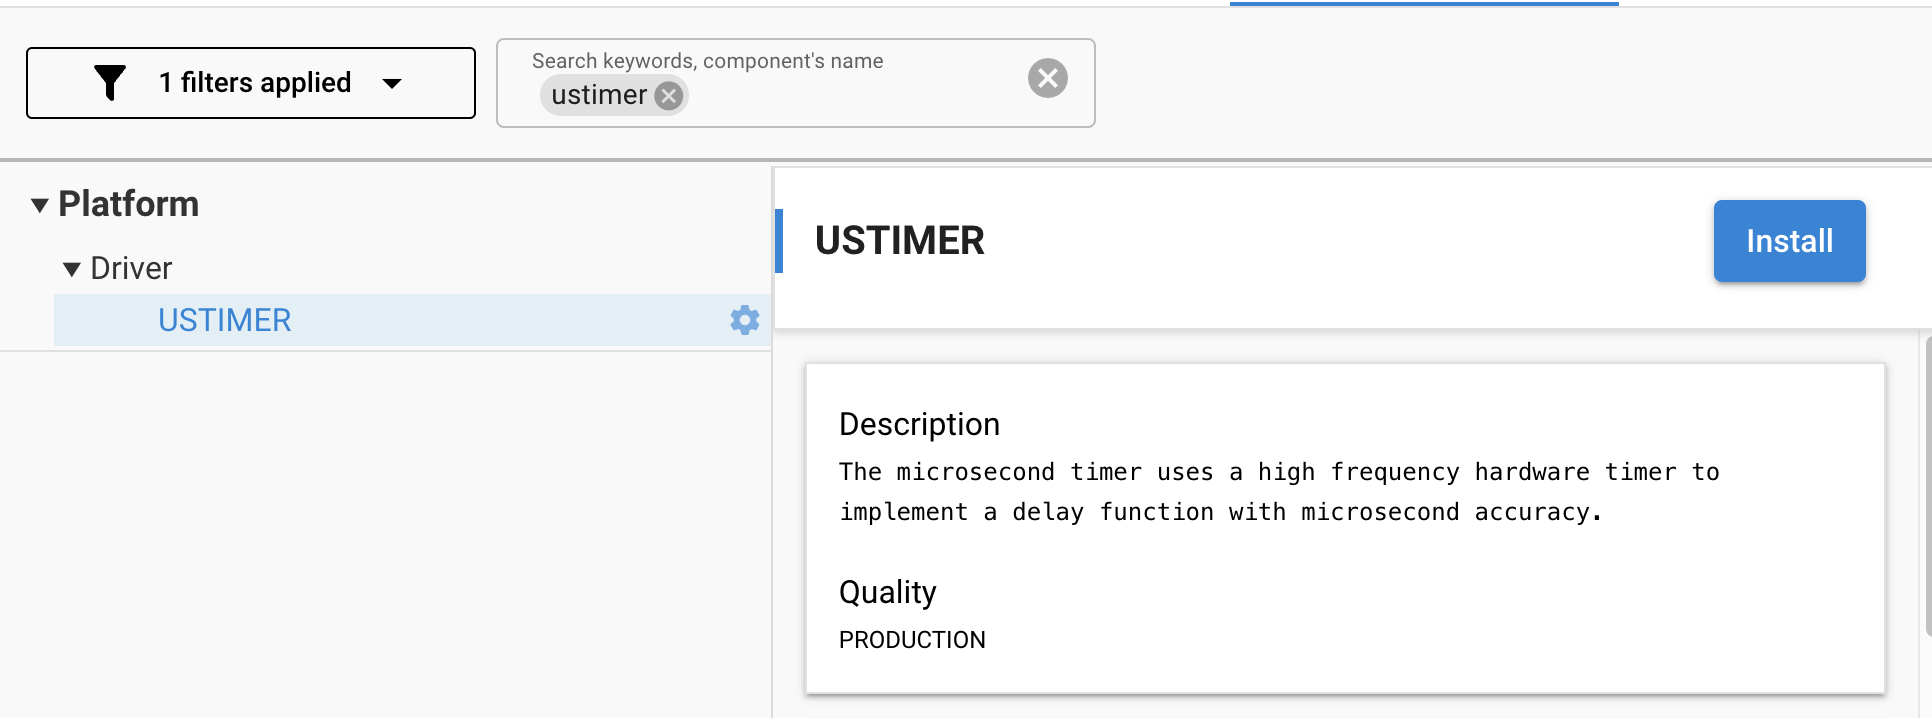 1 filters applied
Search keywords, component's name
ustimer
Platform
Driver
USTIMER
USTIMER
Install
Description
The microsecond timer uses a high frequency hardware timer to
implement a delay function with microsecond accuracy.
Quality
PRODUCTION